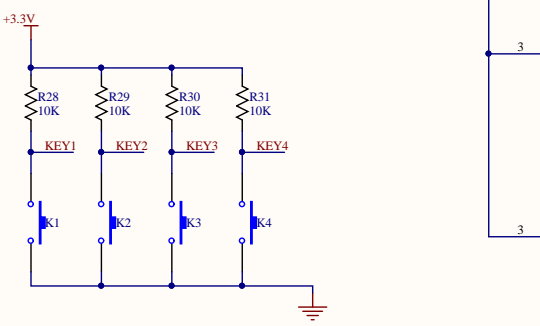 +3.3V
3
R28 R29 R30 R31
10K 10K 10K 10K
KEY1 KEY2 KEY3 KEY4
K1 K2 K3 K4
3